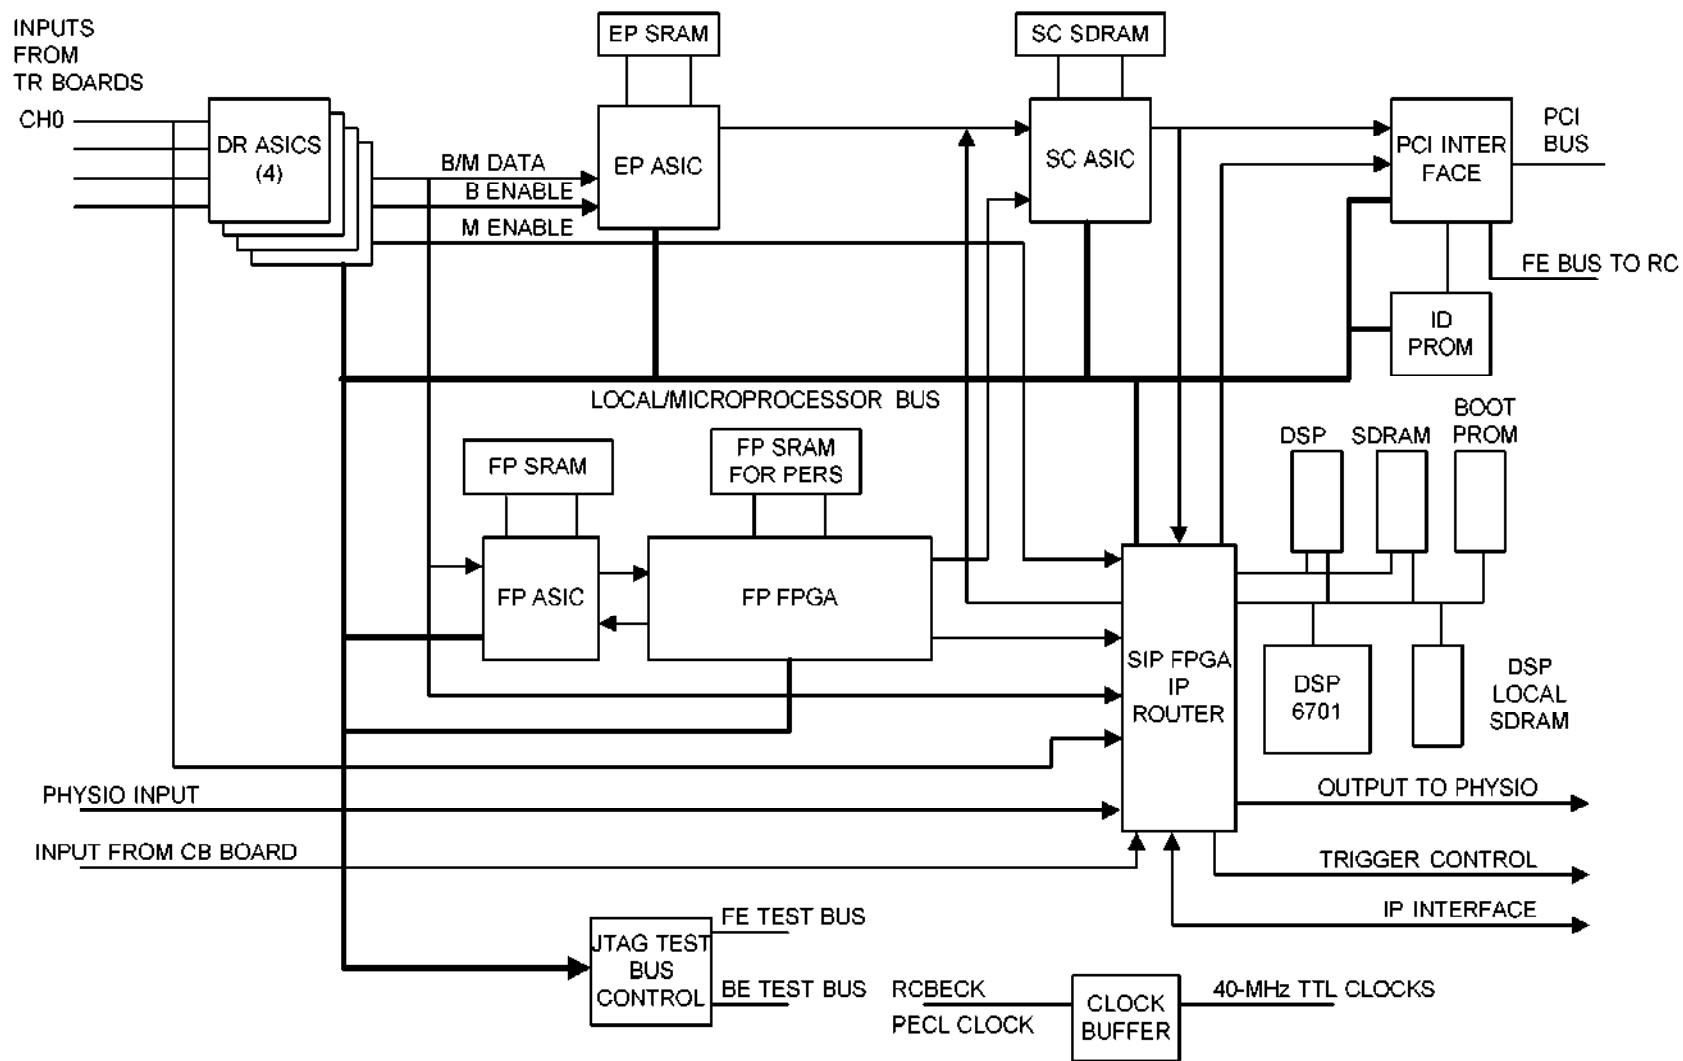 INPUTS
FROM
TR BOARDS
CH0
DR ASICS
(4)
B/M DATA
B ENABLE
M ENABLE
EP SRAM
EP ASIC
SC SDRAM
SC ASIC
PCI INTER
FACE
PCI
BUS
FE BUS TO RC
ID
PROM
LOCAL/MICROPROCESSOR BUS
FP SRAM
FP SRAM
FOR PERS
FP ASIC
FP FPGA
DSP
SDRAM
BOOT
PROM
SIP FPGA
IP
ROUTER
DSP
6701
DSP
LOCAL
SDRAM
PHYSIO INPUT
INPUT FROM CB BOARD
OUTPUT TO PHYSIO
TRIGGER CONTROL
IP INTERFACE
JTAG TEST
BUS
CONTROL
FE TEST BUS
BE TEST BUS
RCBECK
PECL CLOCK
CLOCK
BUFFER
40-MHz TTL CLOCKS